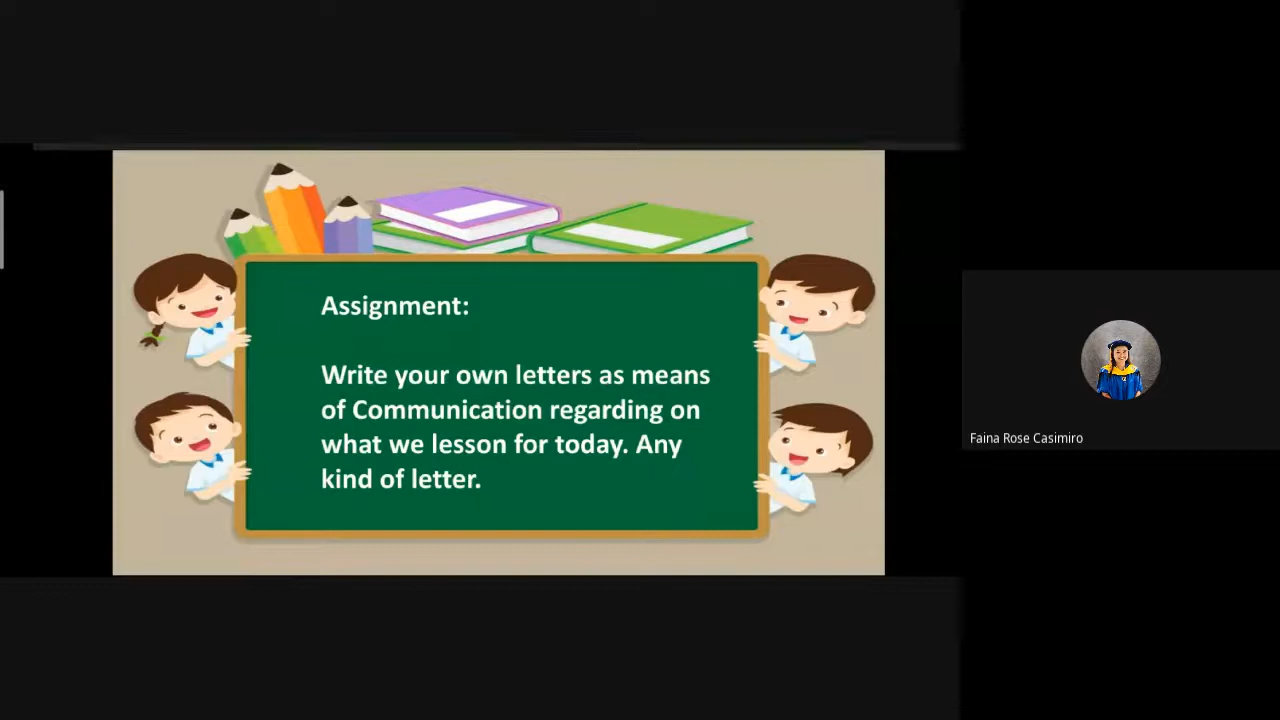 Assignment:
Write your own letters as means
of Communication regarding on
what we lesson for today. Any
kind of letter.
Faina Rose Casimiro